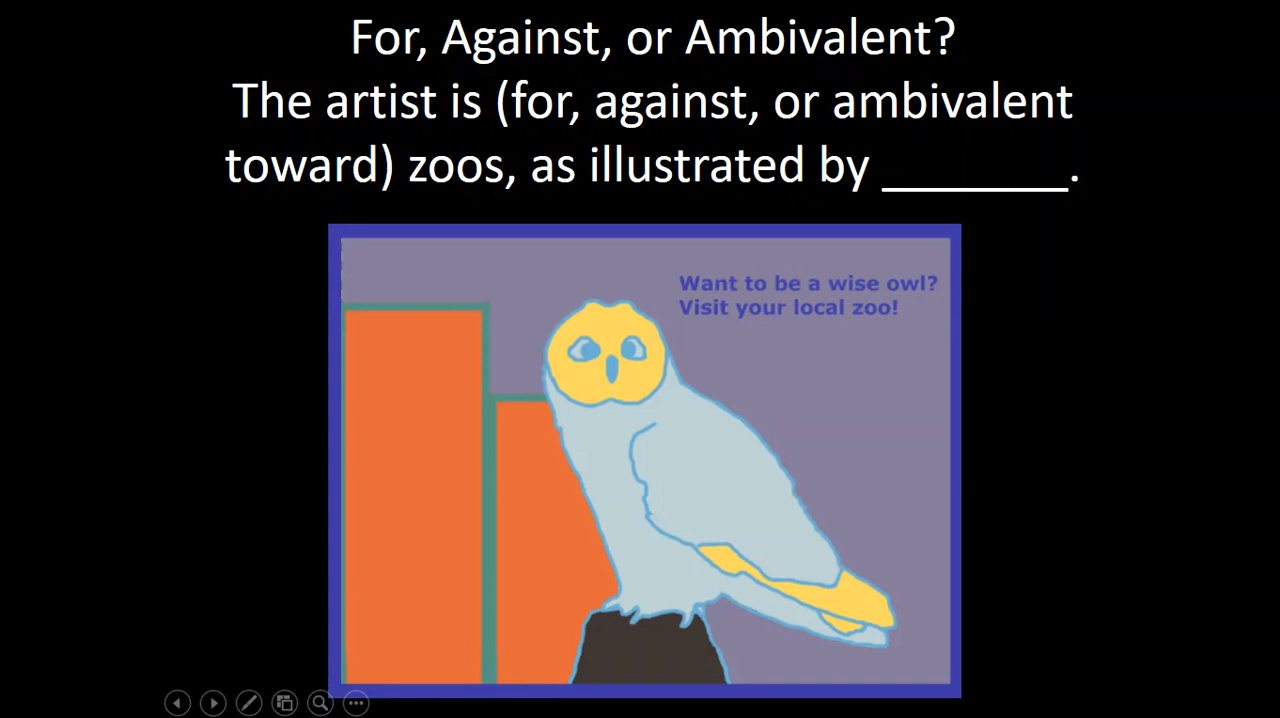 For, Against, or Ambivalent?
The artist is (for, against, or ambivalent
toward) zoos, as illustrated by _______.
Want to be a wise owl?
Visit your local zoo!